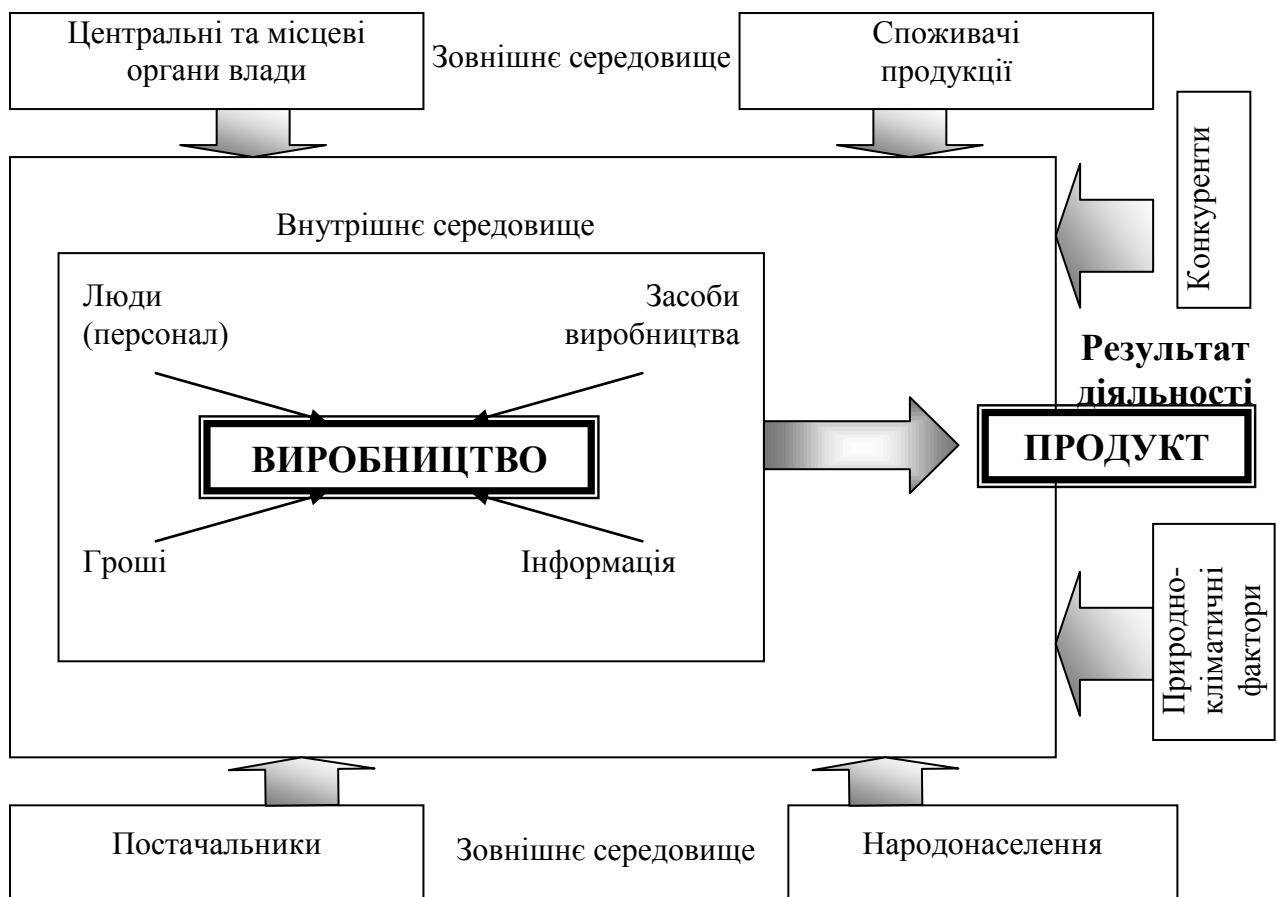 Центральні та місцеві
органи влади
Зовнішнє середовище
Споживачі
продукції
Конкуренти
Внутрішнє середовище
Люди
(персонал)
Засоби
виробництва
ВИРОБНИЦТВО
Гроші
Інформація
Результат
діяльності
ПРОДУКТ
Природно-
кліматичні
фактори
Постачальники
Зовнішнє середовище
Народонаселення